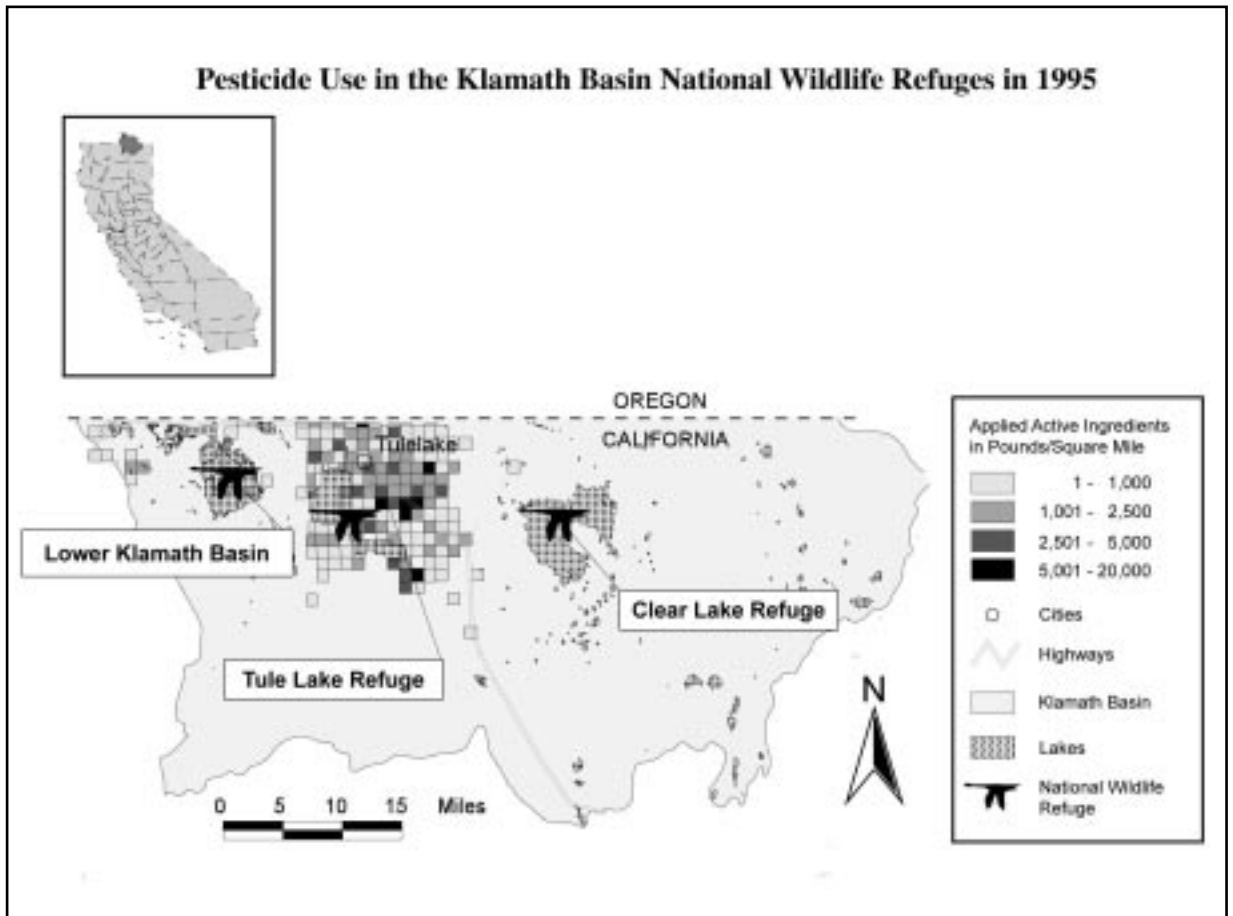 Pesticide Use in the Klamath Basin National Wildlife Refuges in 1995
OREGON
CALIFORNIA
Tulelake
Lower Klamath Basin
Clear Lake Refuge
Tule Lake Refuge
0 5 10 15 Miles
N
Applied Active Ingredients
in Pounds/Square Mile
1 - 1,000
1,001 - 2,500
2,501 - 5,000
5,001 - 20,000
Cities
Highways
Klamath Basin
Lakes
National Wildlife
Refuge